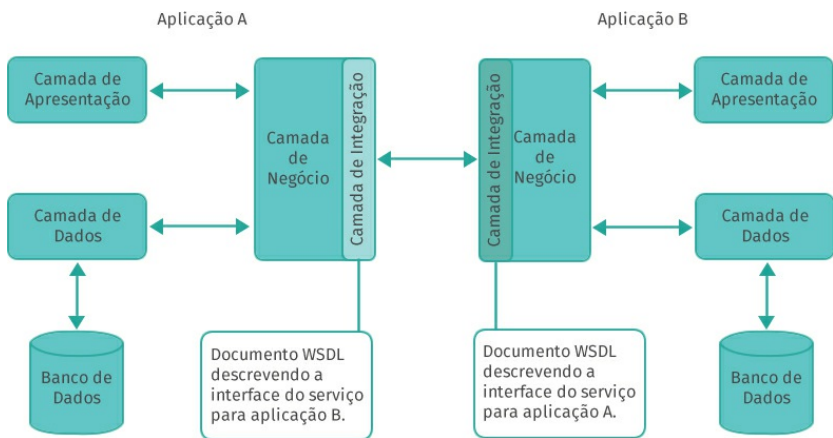 Aplicação A
Aplicação B
Camada de
Apresentação
Camada
de
Negócio
Camada de Integração
Camada de Integração
Camada
de
Negócio
Camada de
Apresentação
Camada de
Dados
Camada de
Dados
Banco de
Dados
Documento WSDL
descrevendo a
interface do serviço
para aplicação B.
Documento WSDL
descrevendo a
interface do serviço
para aplicação A.
Banco de
Dados